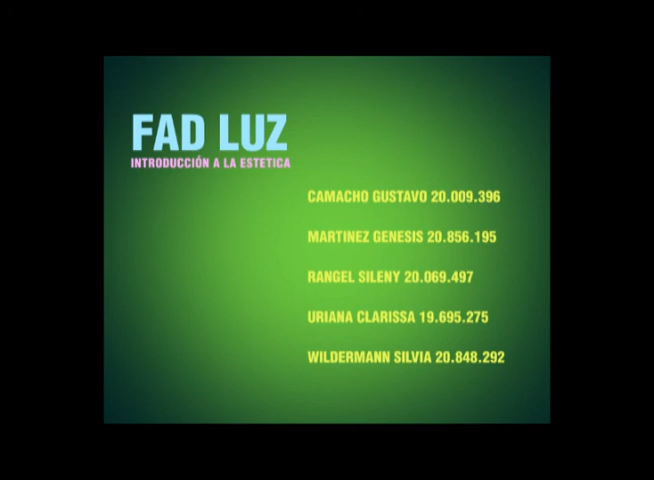 FAD LUZ
INTRODUCCIÓN A LA ESTETICA
CAMACHO GUSTAVO 20.009.396
MARTINEZ GENESIS 20.856.195
RANGEL SILENY 20.069.497
URIANA CLARISSA 19.695.275
WILDERMANN SILVIA 20.848.292